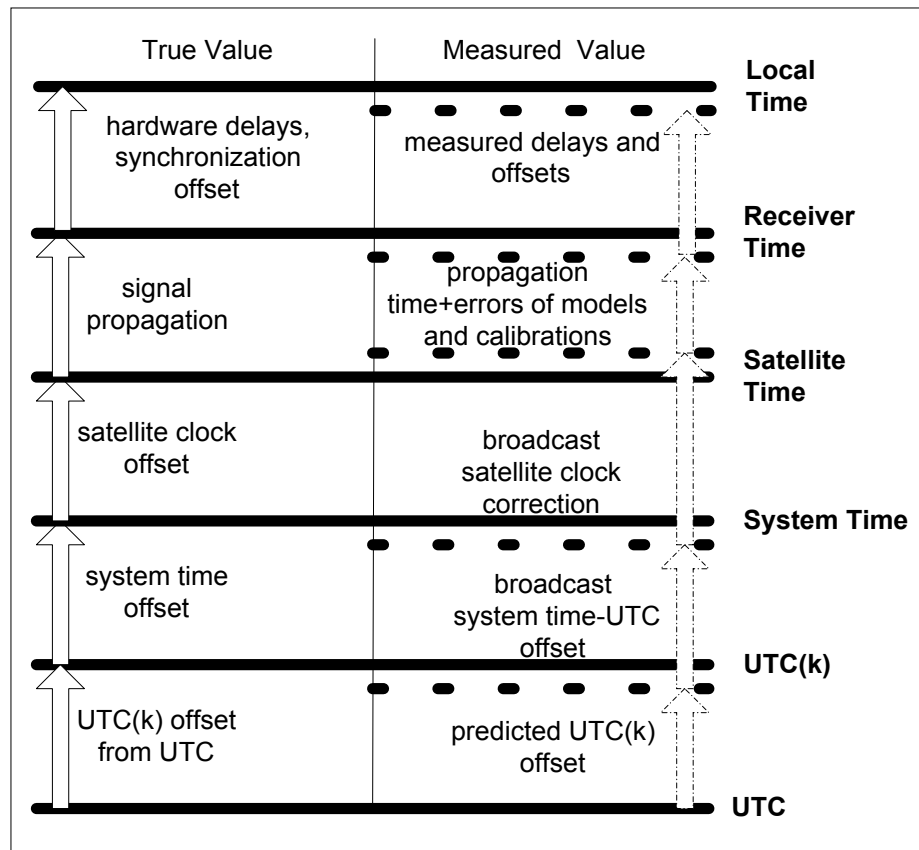 True Value
Measured Value
Local
Time
hardware delays,
synchronization
offset
measured delays and
offsets
Receiver
Time
signal
propagation
propagation
time+errors of models
and calibrations
Satellite
Time
satellite clock
offset
broadcast
satellite clock
correction
System Time
system time
offset
broadcast
system time-UTC
offset
UTC(k)
UTC(k) offset
from UTC
predicted UTC(k)
offset
UTC